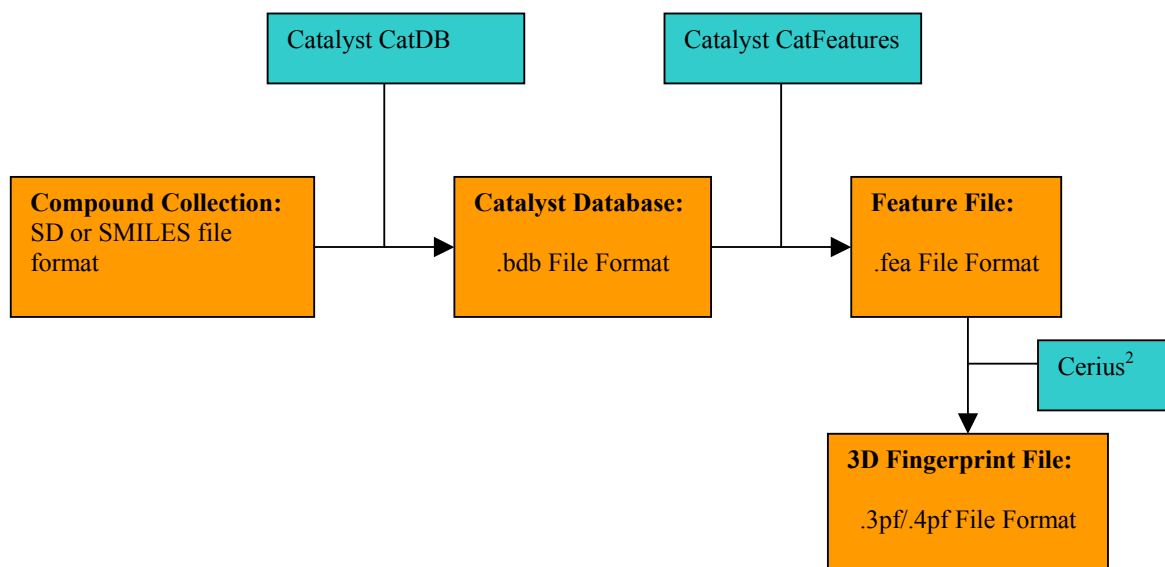 Catalyst CatDB
Catalyst CatFeatures
Compound Collection:
SD or SMILES file
format
Catalyst Database:
.bdb File Format
Feature File:
.fea File Format
Cerius²
3D Fingerprint File:
.3pf/.4pf File Format